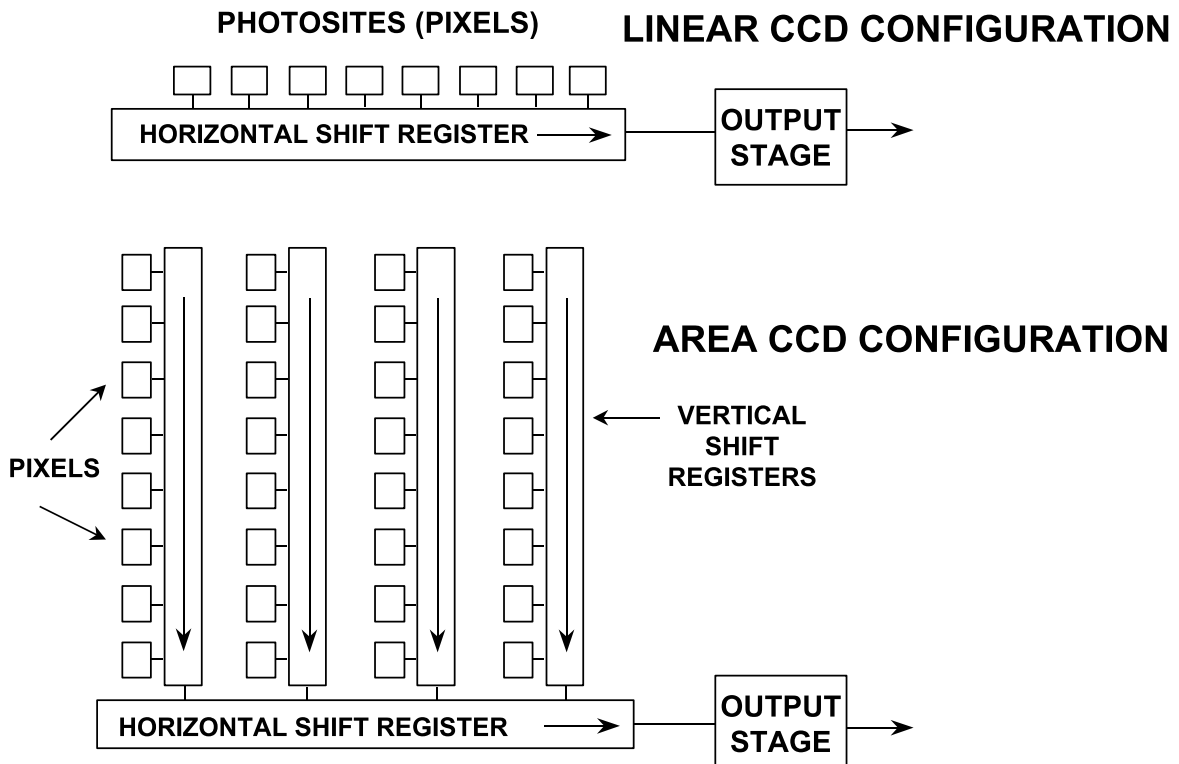 PHOTOSITES (PIXELS)
LINEAR CCD CONFIGURATION
HORIZONTAL SHIFT REGISTER
OUTPUT
STAGE
AREA CCD CONFIGURATION
PIXELS
VERTICAL
SHIFT
REGISTERS
HORIZONTAL SHIFT REGISTER
OUTPUT
STAGE